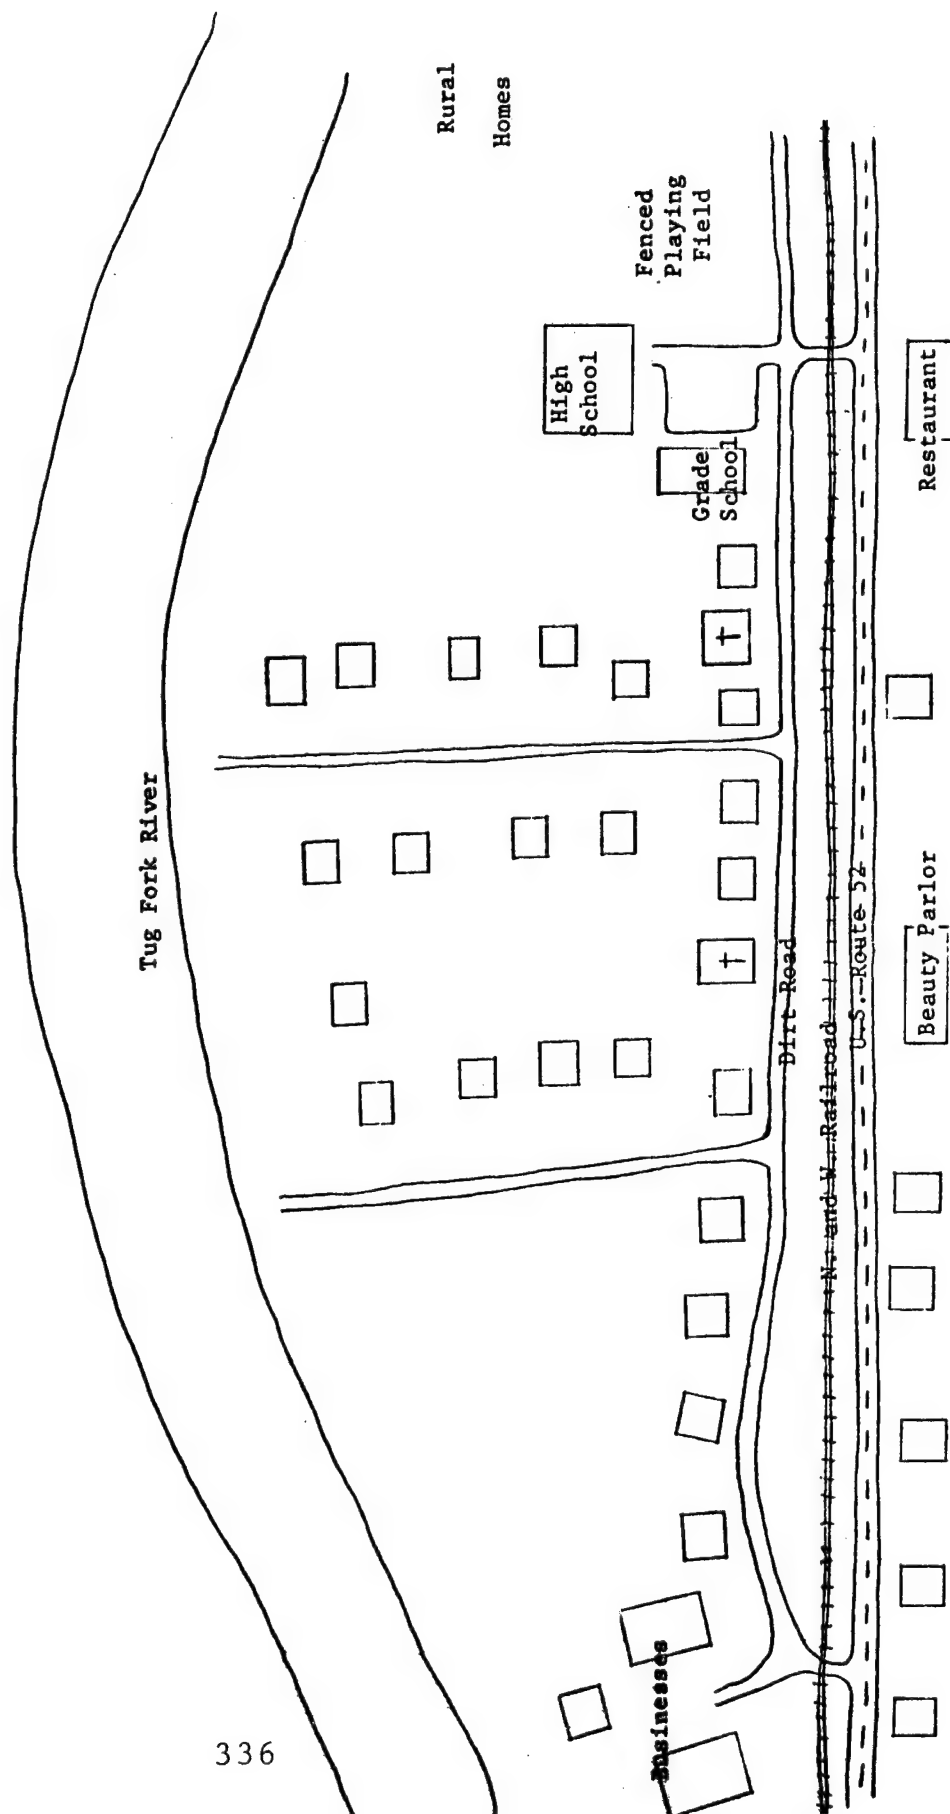 Rural
Homes
Fenced
Playing
Field
High
School
Grade
School
Restaurant
Tug Fork River
Dirt Road
N. and W. Railroad
U.S. Route 52
Beauty Parlor
Businesses
336